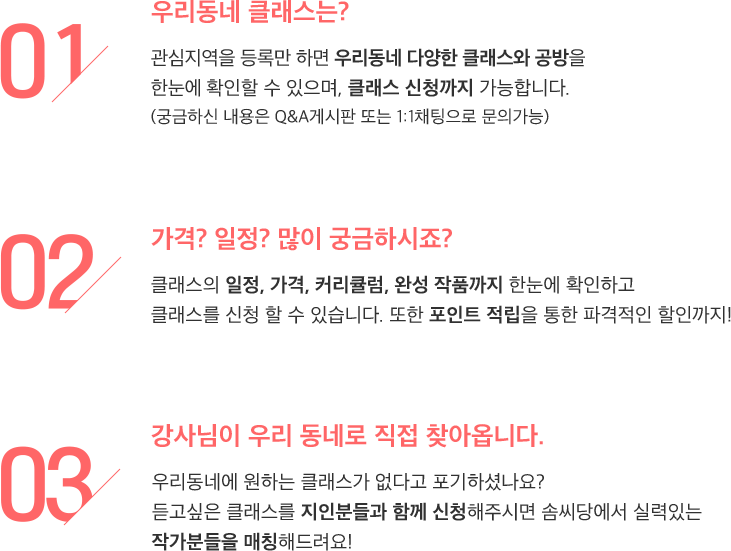 01
우리동네 클래스는?
관심지역을 등록만 하면 우리동네 다양한 클래스와 공방을
한눈에 확인할 수 있으며, 클래스 신청까지 가능합니다.
(궁금하신 내용은 Q&A게시판 또는 1:1채팅으로 문의가능)
02
가격? 일정? 많이 궁금하시죠?
클래스의 일정, 가격, 커리큘럼, 완성 작품까지 한눈에 확인하고
클래스를 신청 할 수 있습니다. 또한 포인트 적립을 통한 파격적인 할인까지!
03
강사님이 우리 동네로 직접 찾아옵니다.
우리동네에 원하는 클래스가 없다고 포기하셨나요?
듣고싶은 클래스를 지인분들과 함께 신청해주시면 솜씨당에서 실력있는
작가분들을 매칭해드려요!